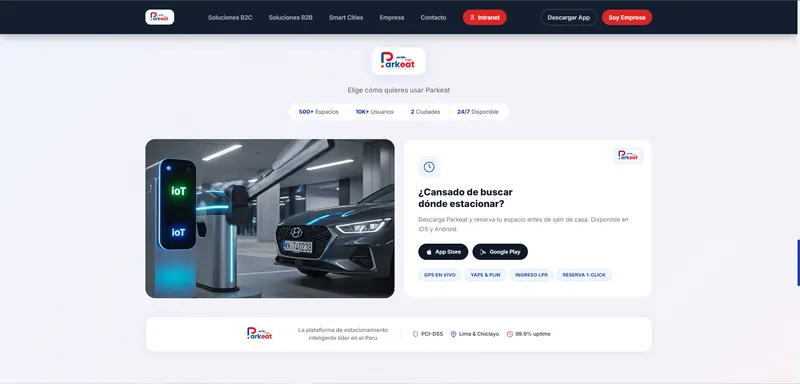 Parkeat
Soluciones B2C
Soluciones B2B
Smart Cities
Empresa
Contacto
Intranet
Descargar App
Soy Empresa
Parkeat
Elige cómo quieres usar Parkeat
500+ Espacios
10K+ Usuarios
2 Ciudades
24/7 Disponible
ioT
ioT
Parkeat
¿Cansado de buscar
dónde estacionar?
Descarga Parkeat y reserva tu espacio antes de salir de casa. Disponible en
iOS y Android.
App Store
Google Play
GPS EN VIVO
YAPE & PLIN
INGRESO LPR
RESERVA 1-CLICK
Parkeat
La plataforma de estacionamiento
inteligente líder en el Perú
PCI-DSS
Lima & Chiclayo
99.9% uptime